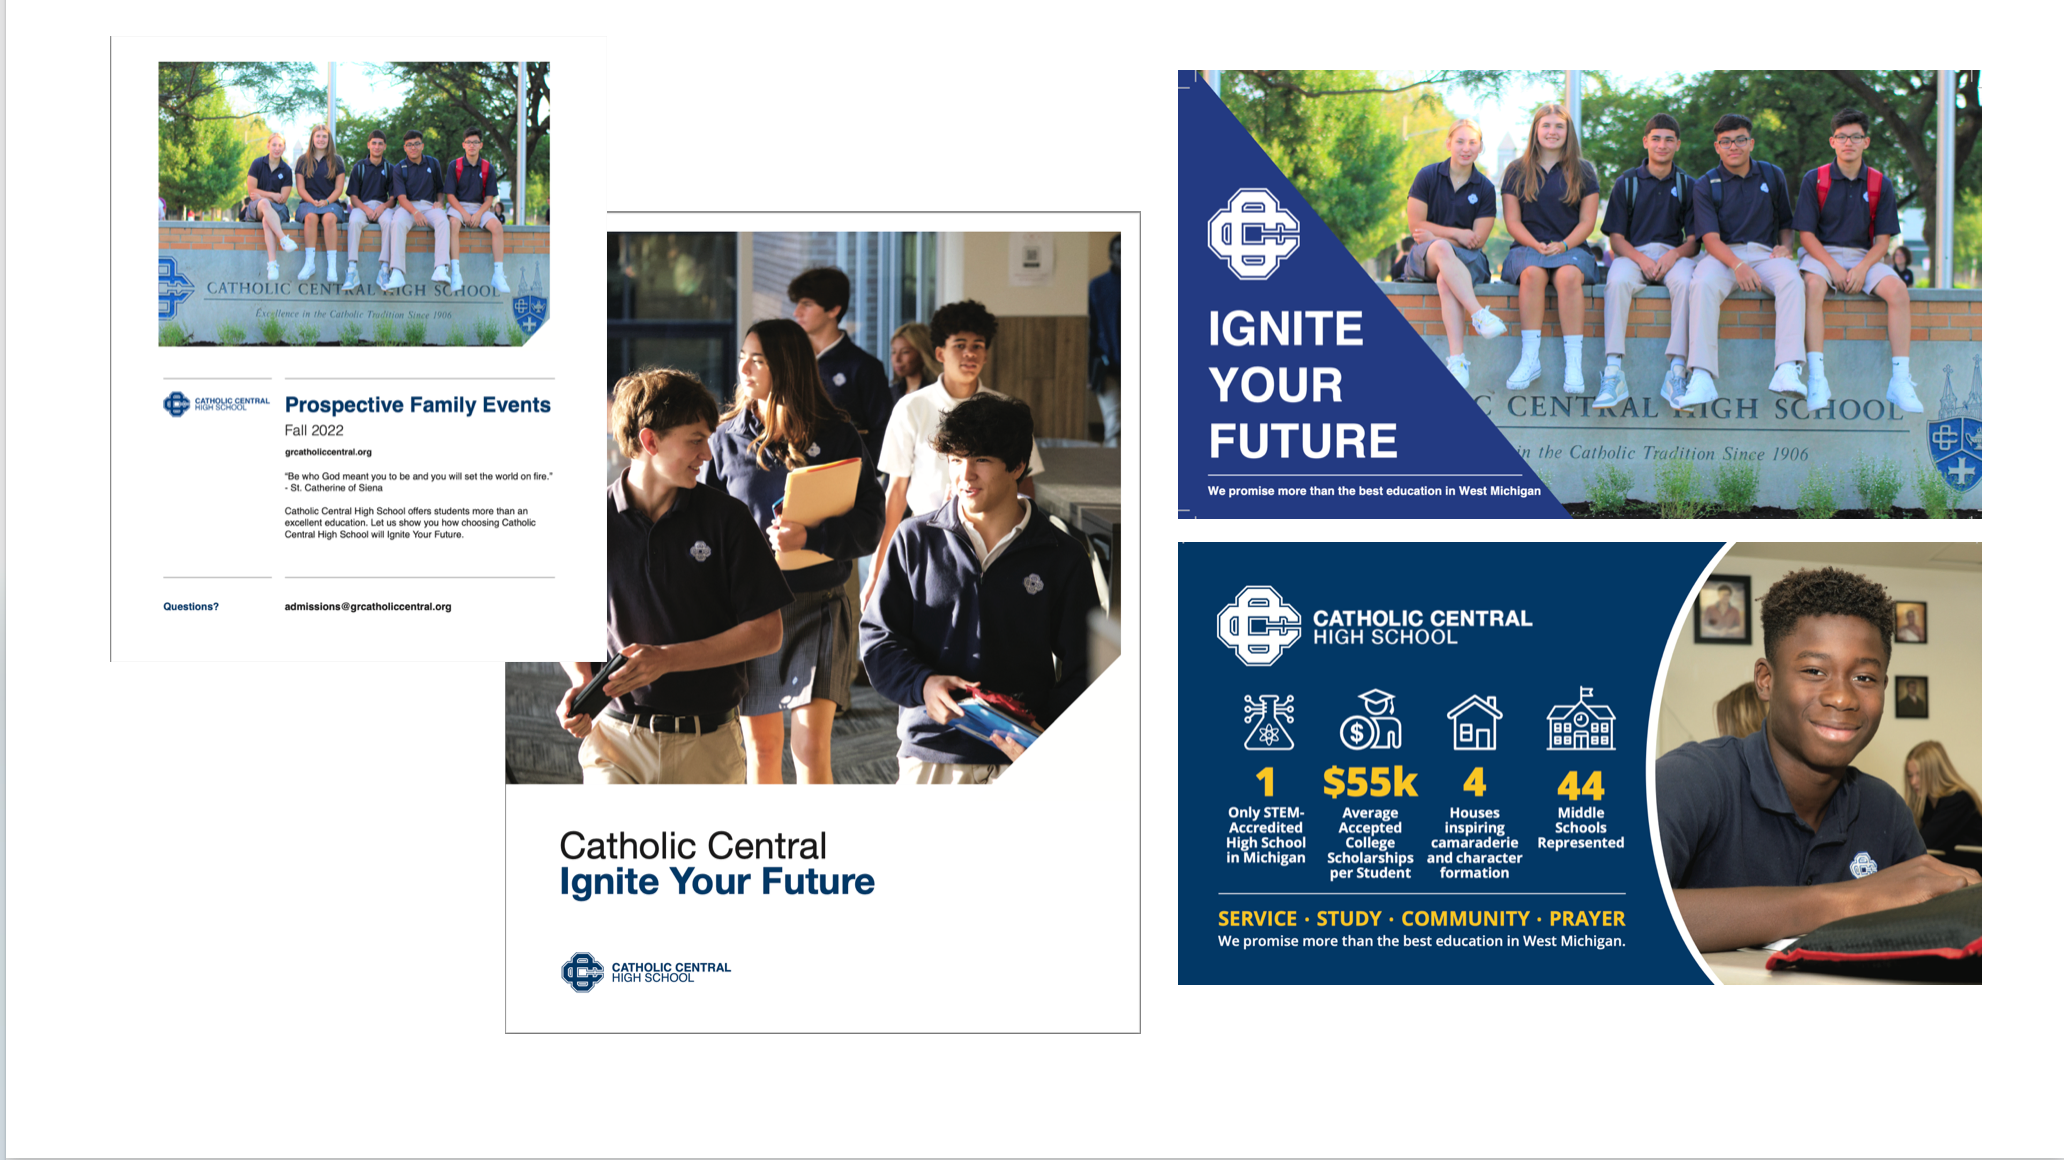 CATHOLIC CENTRAL HIGH SCHOOL
Excellence in the Catholic Tradition Since 1906
CATHOLIC CENTRAL
HIGH SCHOOL
Prospective Family Events
Fall 2022
grcatholiccentral.org
“Be who God meant you to be and you will set the world on fire.”
- St. Catherine of Siena
Catholic Central High School offers students more than an
excellent education. Let us show you how choosing Catholic
Central High School will Ignite Your Future.
Questions?
admissions@grcatholiccentral.org
Catholic Central
Ignite Your Future
CATHOLIC CENTRAL
HIGH SCHOOL
IGNITE
YOUR
FUTURE
We promise more than the best education in West Michigan
C CENTRAL HIGH SCHOOL
in the Catholic Tradition Since 1906
CATHOLIC CENTRAL
HIGH SCHOOL
1
Only STEM-
Accredited
High School
in Michigan
$55k
Average
Accepted
College
Scholarships
per Student
4
Houses
inspiring
camaraderie
and character
formation
44
Middle
Schools
Represented
SERVICE · STUDY · COMMUNITY · PRAYER
We promise more than the best education in West Michigan.